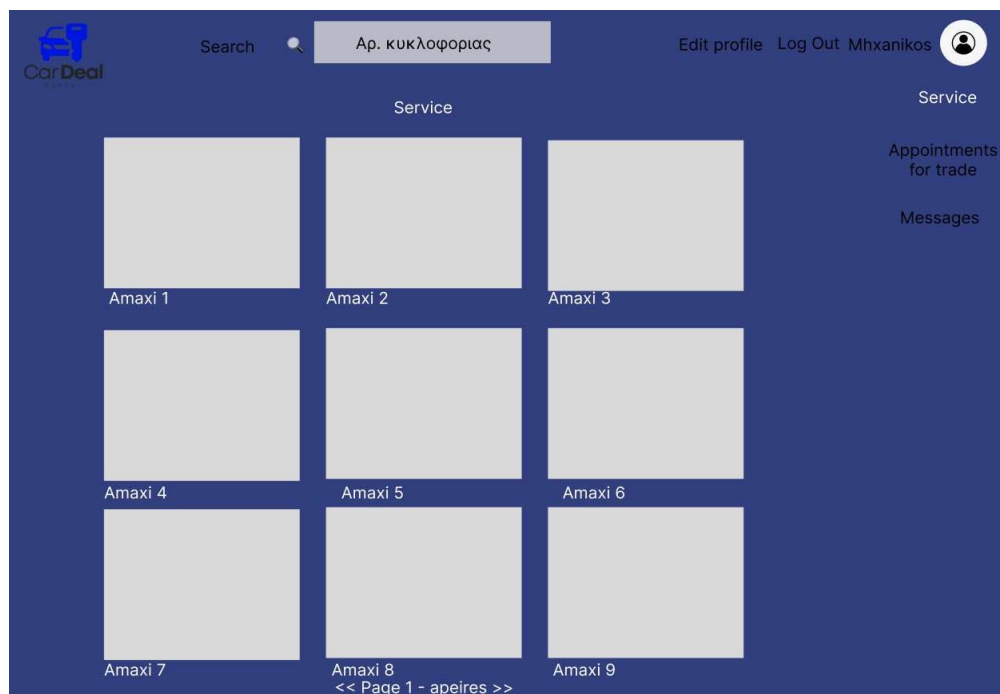 CarDeal
Search
Αρ. κυκλοφοριας
Edit profile
Log Out
Mhxanikos
Service
Service
Appointments
for trade
Messages
Amaxi 1
Amaxi 2
Amaxi 3
Amaxi 4
Amaxi 5
Amaxi 6
Amaxi 7
Amaxi 8
Amaxi 9
<< Page 1 - apeires >>